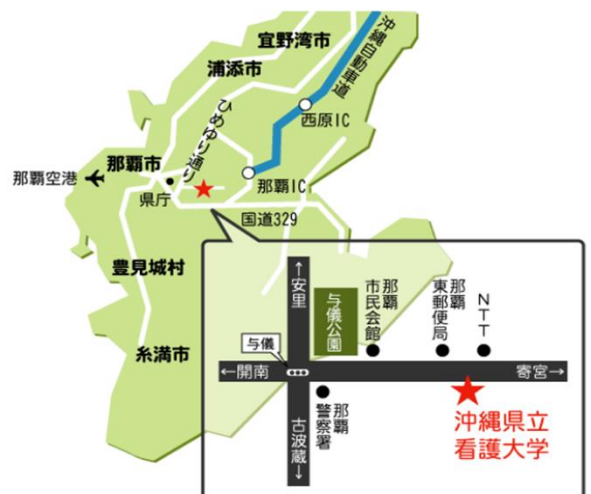 宜野湾市
沖縄自動車道
浦添市
ひめゆり通り
西原IC
那覇市
那覇空港
那覇IC
県庁
国道329
豊見城村
糸満市
↑安里
与儀公園
那覇
市民会館
那覇
東郵便局
NTT
与儀
←開南
寄宮→
古波蔵↓
那覇
警察署
沖縄県立
看護大学